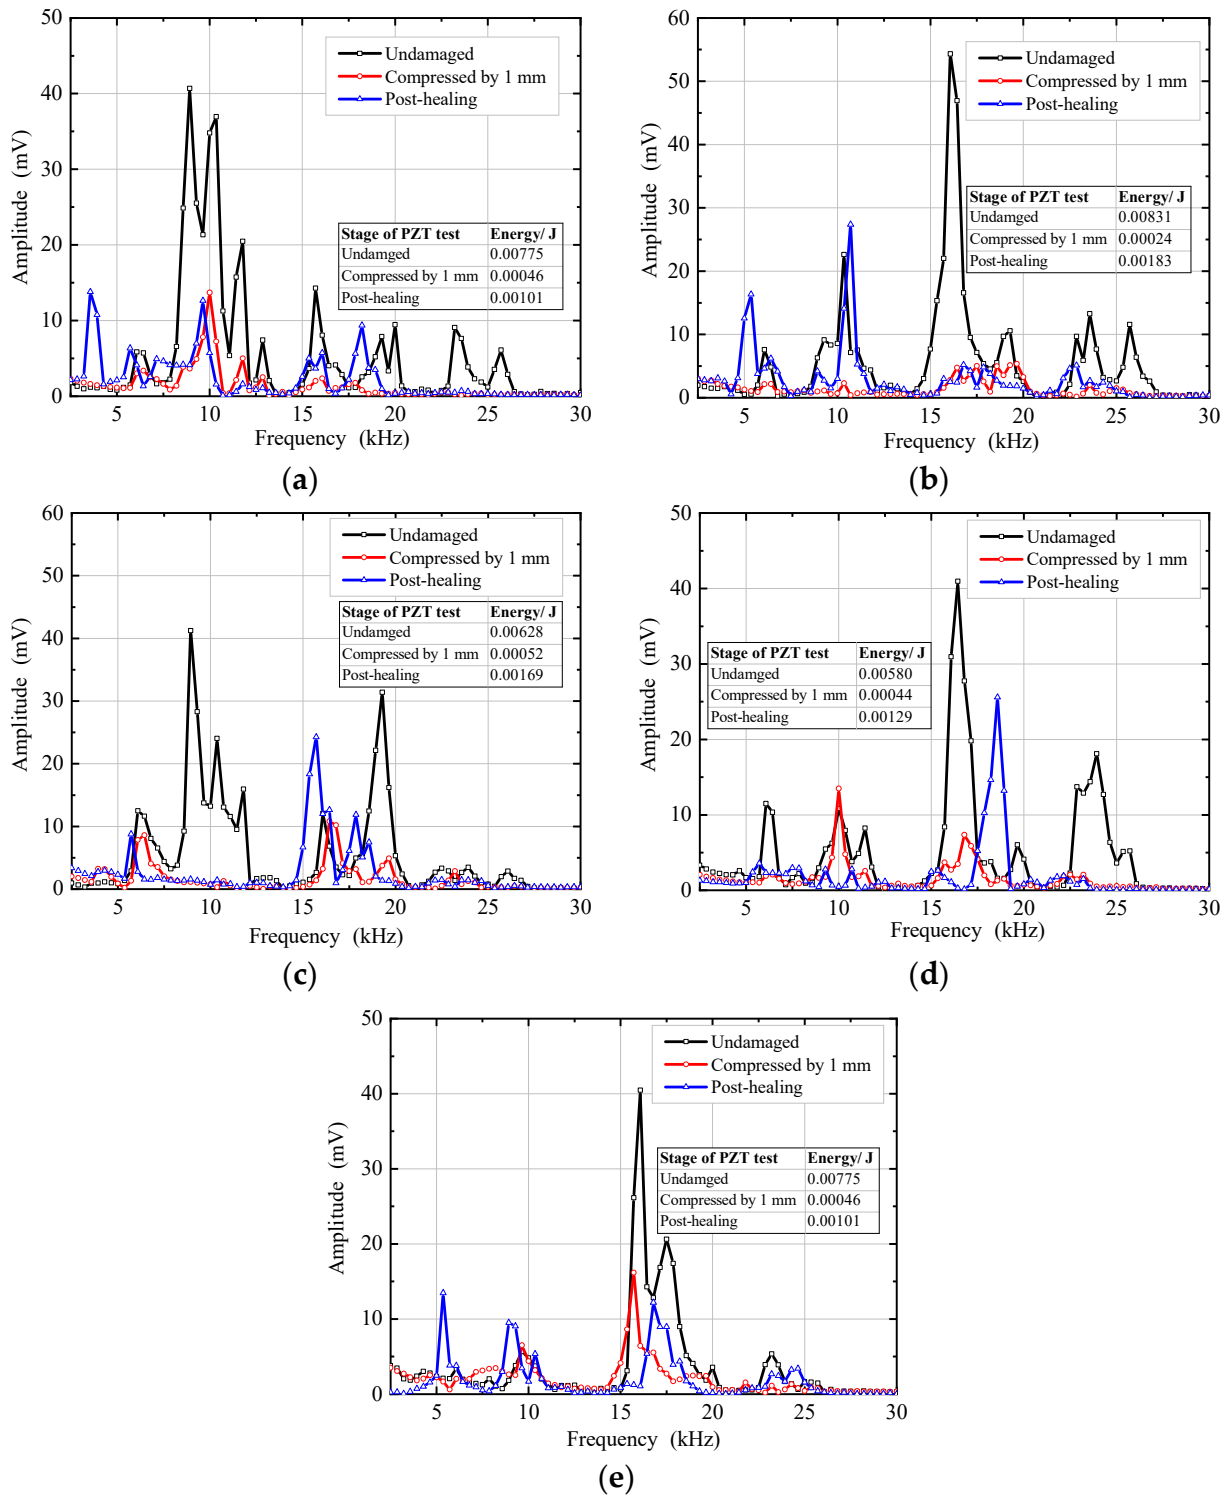 50
40
30
20
10
0
Amplitude (mV)
5 10 15 20 25 30
Frequency (kHz)
Undamaged
Compressed by 1 mm
Post-healing
Stage of PZT test Energy/ J
Undamged 0.00775
Compressed by 1 mm 0.00046
Post-healing 0.00101
(a)
60
50
40
30
20
10
0
Amplitude (mV)
5 10 15 20 25 30
Frequency (kHz)
Undamaged
Compressed by 1 mm
Post-healing
Stage of PZT test Energy/ J
Undamged 0.00831
Compressed by 1 mm 0.00024
Post-healing 0.00183
(b)
60
50
40
30
20
10
0
Amplitude (mV)
5 10 15 20 25 30
Frequency (kHz)
Undamaged
Compressed by 1 mm
Post-healing
Stage of PZT test Energy/ J
Undamged 0.00628
Compressed by 1 mm 0.00052
Post-healing 0.00169
(c)
50
40
30
20
10
0
Amplitude (mV)
5 10 15 20 25 30
Frequency (kHz)
Undamaged
Compressed by 1 mm
Post-healing
Stage of PZT test Energy/ J
Undamged 0.00580
Compressed by 1 mm 0.00044
Post-healing 0.00129
(d)
50
40
30
20
10
0
Amplitude (mV)
5 10 15 20 25 30
Frequency (kHz)
Undamaged
Compressed by 1 mm
Post-healing
Stage of PZT test Energy/ J
Undamged 0.00775
Compressed by 1 mm 0.00046
Post-healing 0.00101
(e)